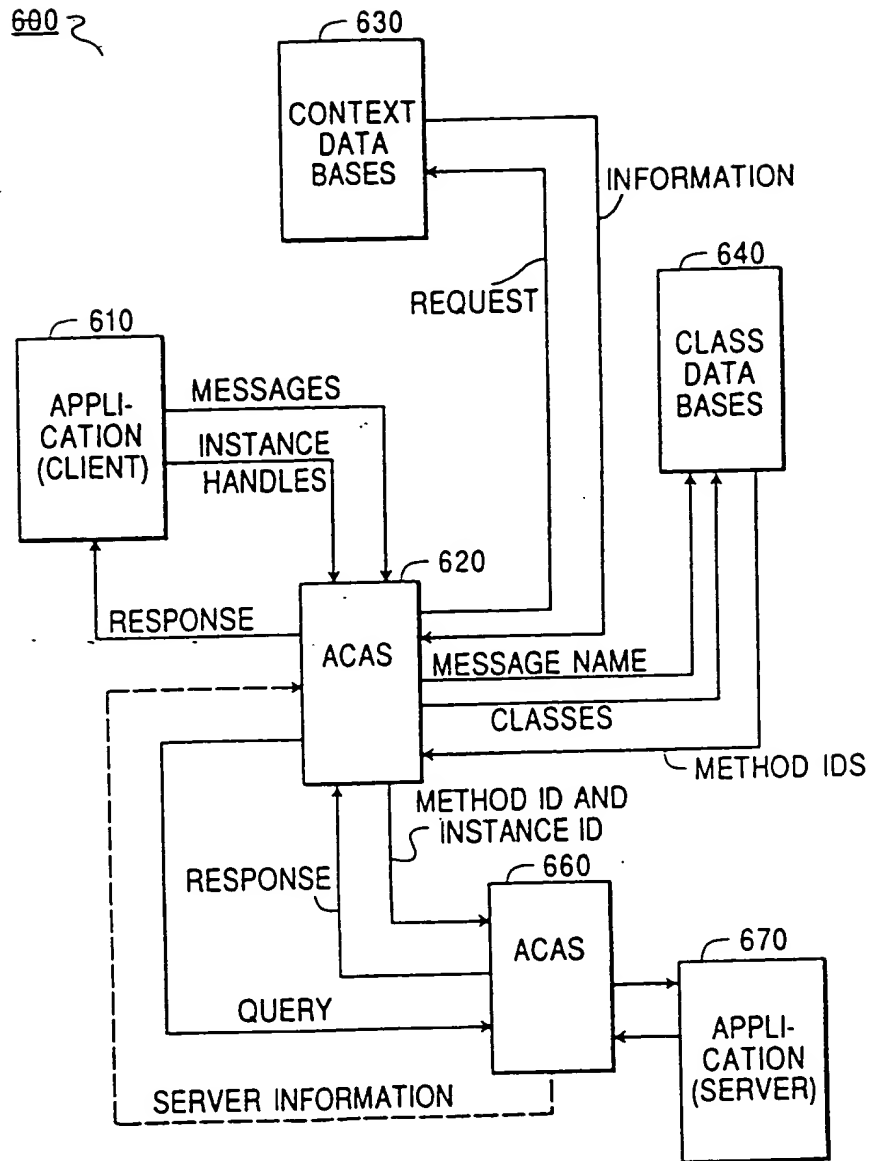 600
630
CONTEXT
DATA
BASES
INFORMATION
640
REQUEST
CLASS
DATA
BASES
610
APPLI-
CATION
(CLIENT)
MESSAGES
INSTANCE
HANDLES
620
RESPONSE
ACAS
MESSAGE NAME
CLASSES
METHOD IDS
METHOD ID AND
INSTANCE ID
RESPONSE
660
ACAS
670
QUERY
APPLI-
CATION
(SERVER)
SERVER INFORMATION